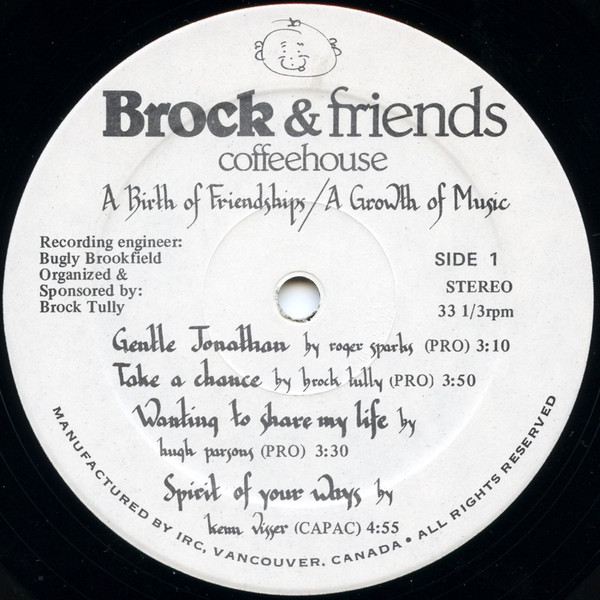 Brock & friends
coffeehouse
A Birth of Friendships/A Growth of Music
Recording engineer:
Bugly Brookfield
Organized &
Sponsored by:
Brock Tully
SIDE 1
STEREO
33 1/3rpm
Gentle Jonathan by roger sparks (PRO) 3:10
Take a chance by brock tully (PRO) 3:50
Wanting to share my life by
hugh parsons (PRO) 3:30
Spirit of your Ways by
kenn visser (CAPAC) 4:55
MANUFACTURED BY IRC, VANCOUVER. CANADA • ALL RIGHTS RESERVED